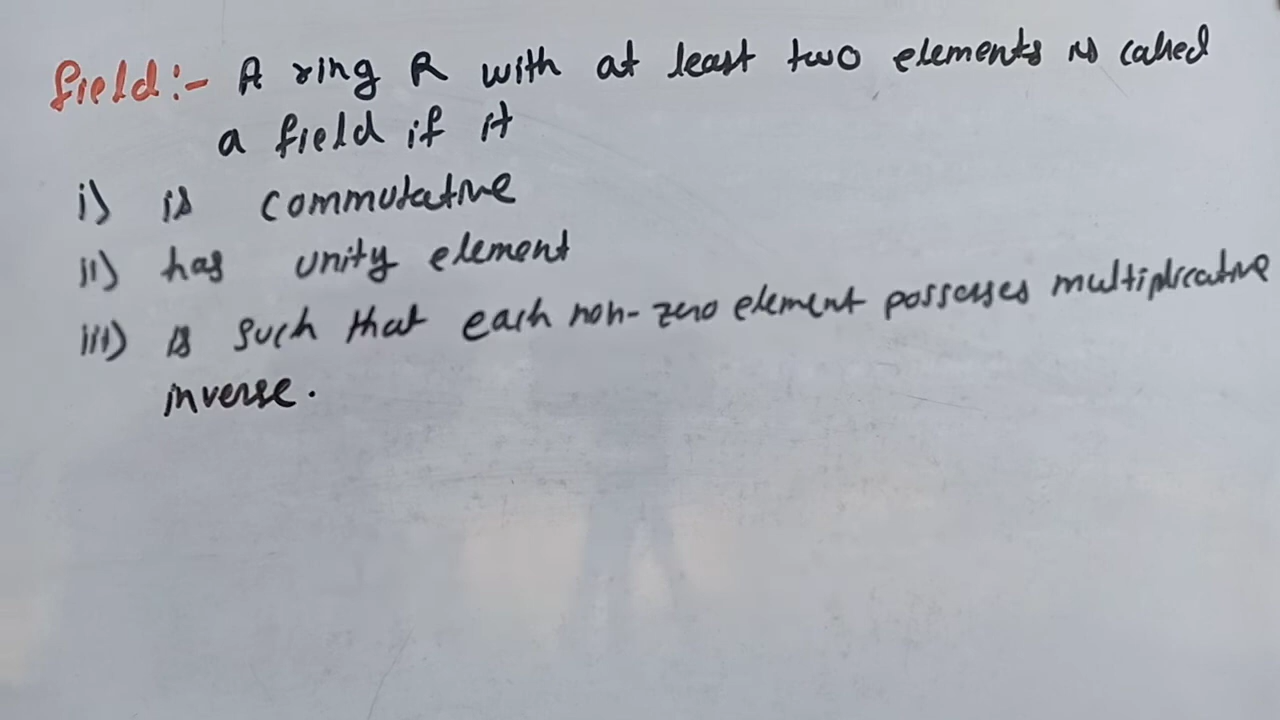 field:- A ring R with at least two elements is called
a field if it
i) is commutative
ii) has unity element
iii) is such that each non-zero element possesses multiplicative
inverse.